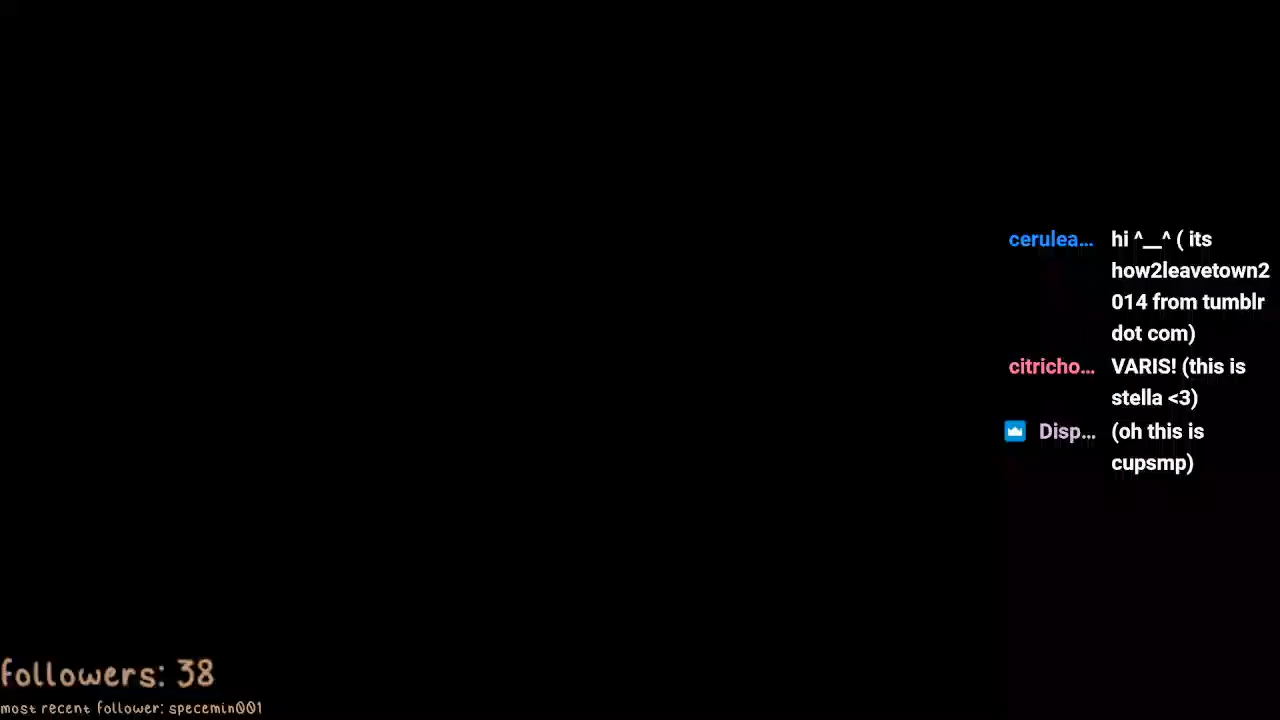 cerulea... hi ^__^ ( its
how2leavetown2
014 from tumblr
dot com)
citricho... VARIS! (this is
stella <3)
Disp... (oh this is
cupsmp)
followers: 38
most recent follower: specemin001